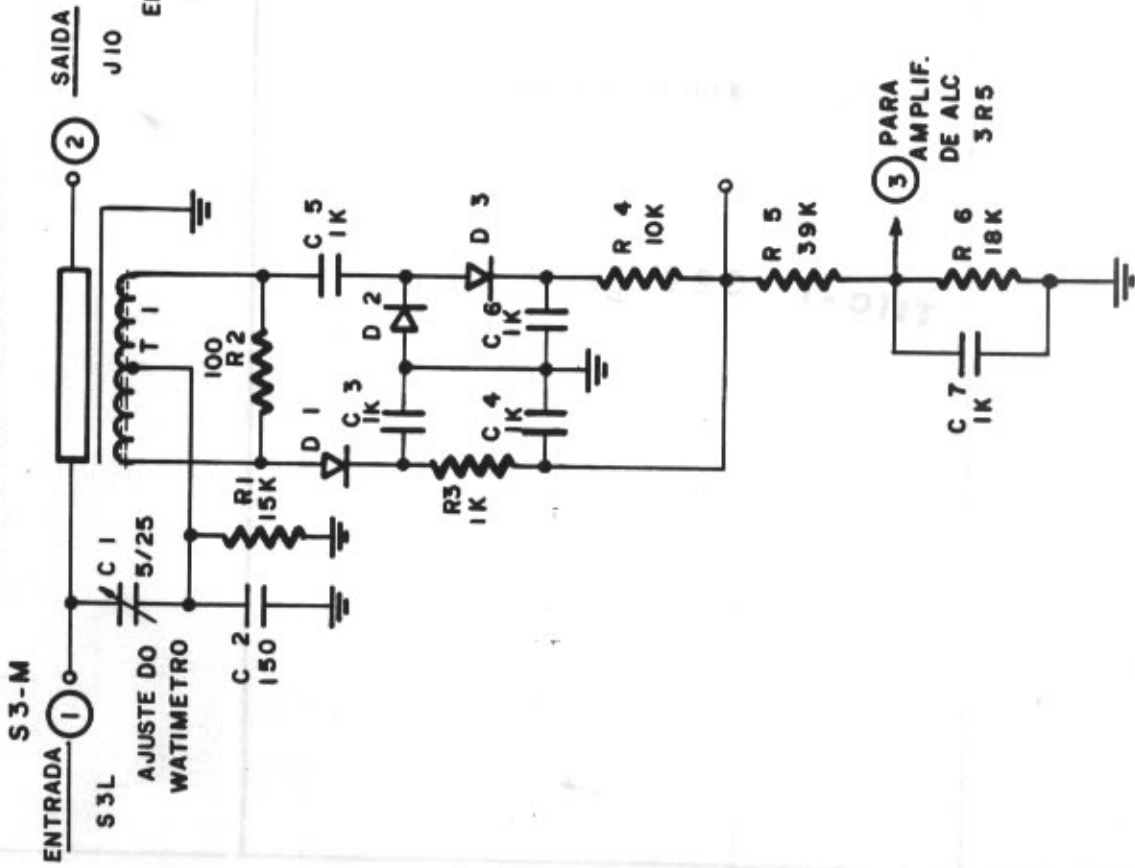 S3-M
ENTRADA
1
S3L
AJUSTE DO
WATIMETRO
C 1
5/25
C 2
150
R1
15K
SAIDA
2
J10
T 1
100
R2
D 1
C 3
1K
R3
1K
C 4
1K
D 2
C 5
1K
D 3
C 6
1K
R 4
10K
R 5
39K
3
PARA
AMPLIF.
DE ALC
3R5
R 6
18K
C 7
1K